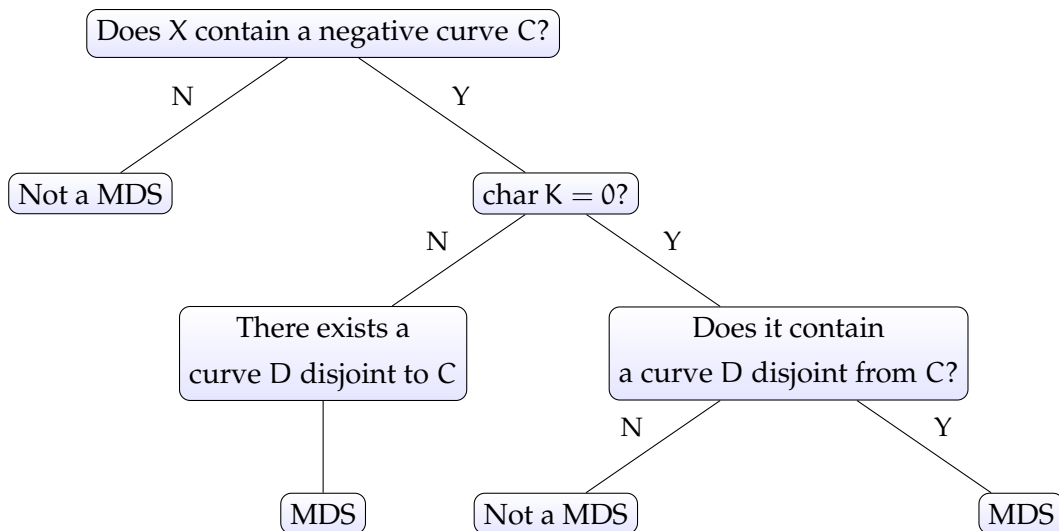 Does X contain a negative curve C?
N
Y
Not a MDS
char K = 0?
N
Y
There exists a
curve D disjoint to C
Does it contain
a curve D disjoint from C?
N
Y
MDS
Not a MDS
MDS